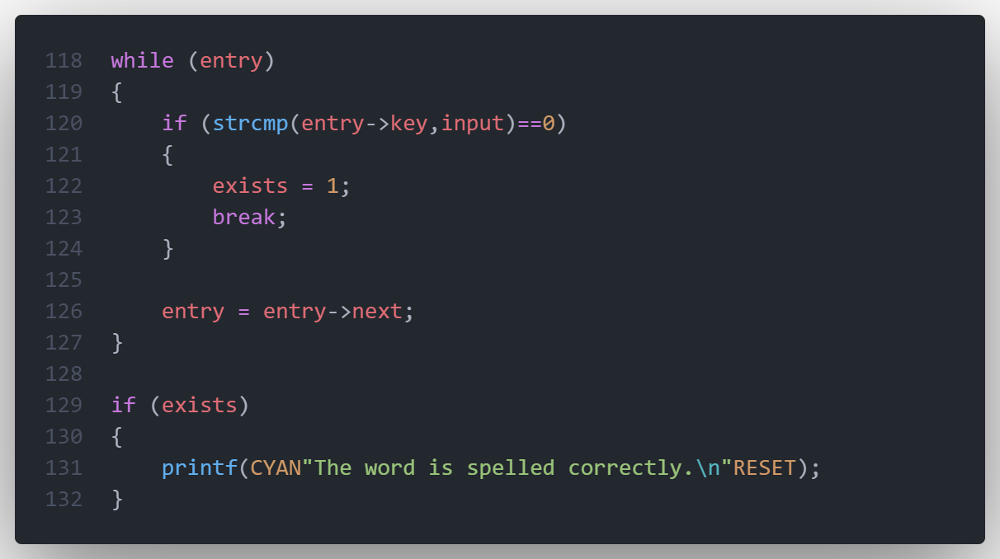 118 while (entry)
119 {
120     if (strcmp(entry->key,input)==0)
121     {
122         exists = 1;
123         break;
124     }
125
126     entry = entry->next;
127 }
128
129 if (exists)
130 {
131     printf(CYAN"The word is spelled correctly.\n"RESET);
132 }